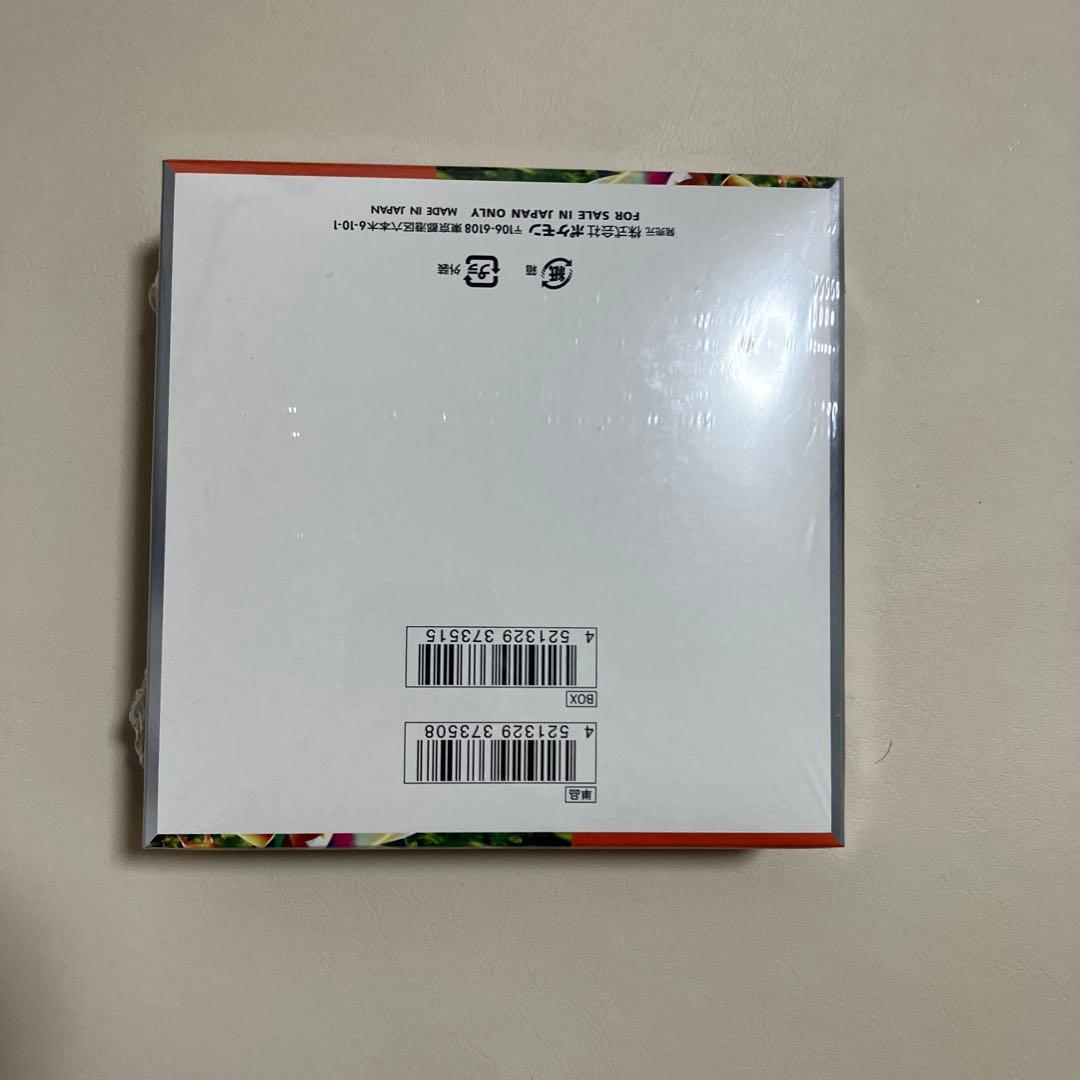 単品
4 521329 373508
BOX
4 521329 373515
紙 箱 プラ 外装
発売元 株式会社ポケモン 〒106-6108 東京都港区六本木6-10-1
FOR SALE IN JAPAN ONLY MADE IN JAPAN